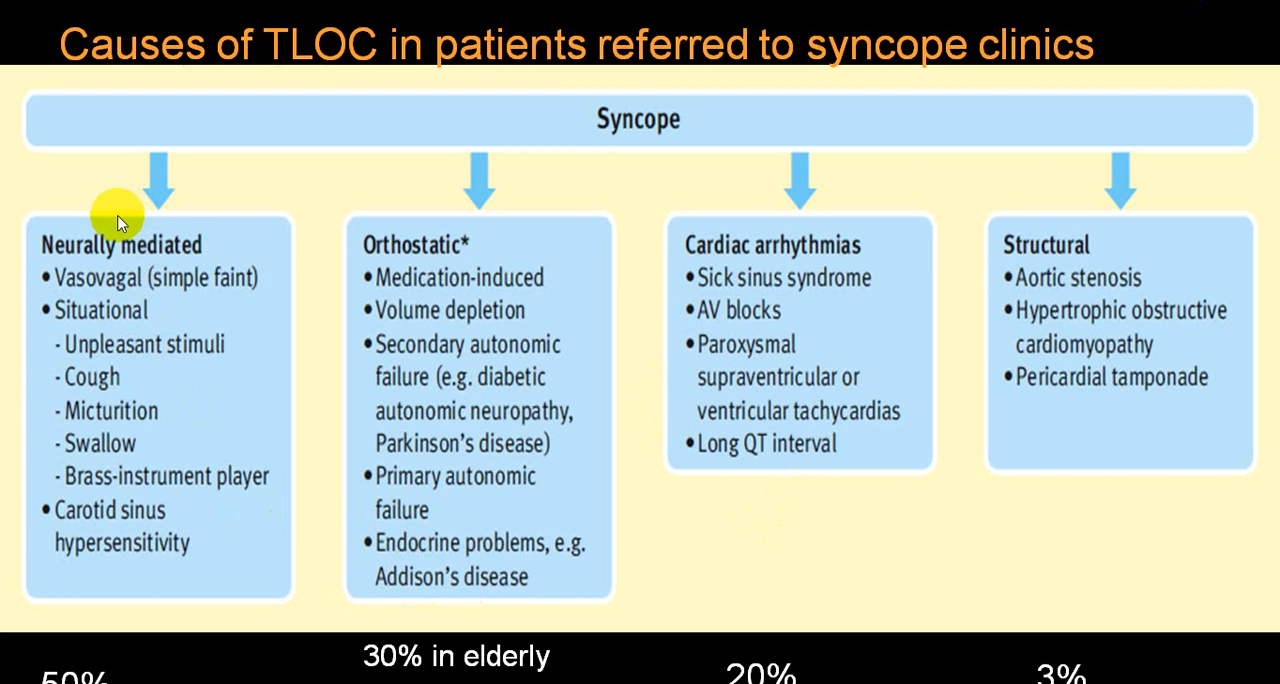 Causes of TLOC in patients referred to syncope clinics
Syncope
Neurally mediated
• Vasovagal (simple faint)
• Situational
- Unpleasant stimuli
- Cough
- Micturition
- Swallow
- Brass-instrument player
• Carotid sinus
hypersensitivity
Orthostatic*
• Medication-induced
• Volume depletion
• Secondary autonomic
failure (e.g. diabetic
autonomic neuropathy,
Parkinson's disease)
• Primary autonomic
failure
• Endocrine problems, e.g.
Addison's disease
Cardiac arrhythmias
• Sick sinus syndrome
• AV blocks
• Paroxysmal
supraventricular or
ventricular tachycardias
• Long QT interval
Structural
• Aortic stenosis
• Hypertrophic obstructive
cardiomyopathy
• Pericardial tamponade
50%
30% in elderly
20%
3%